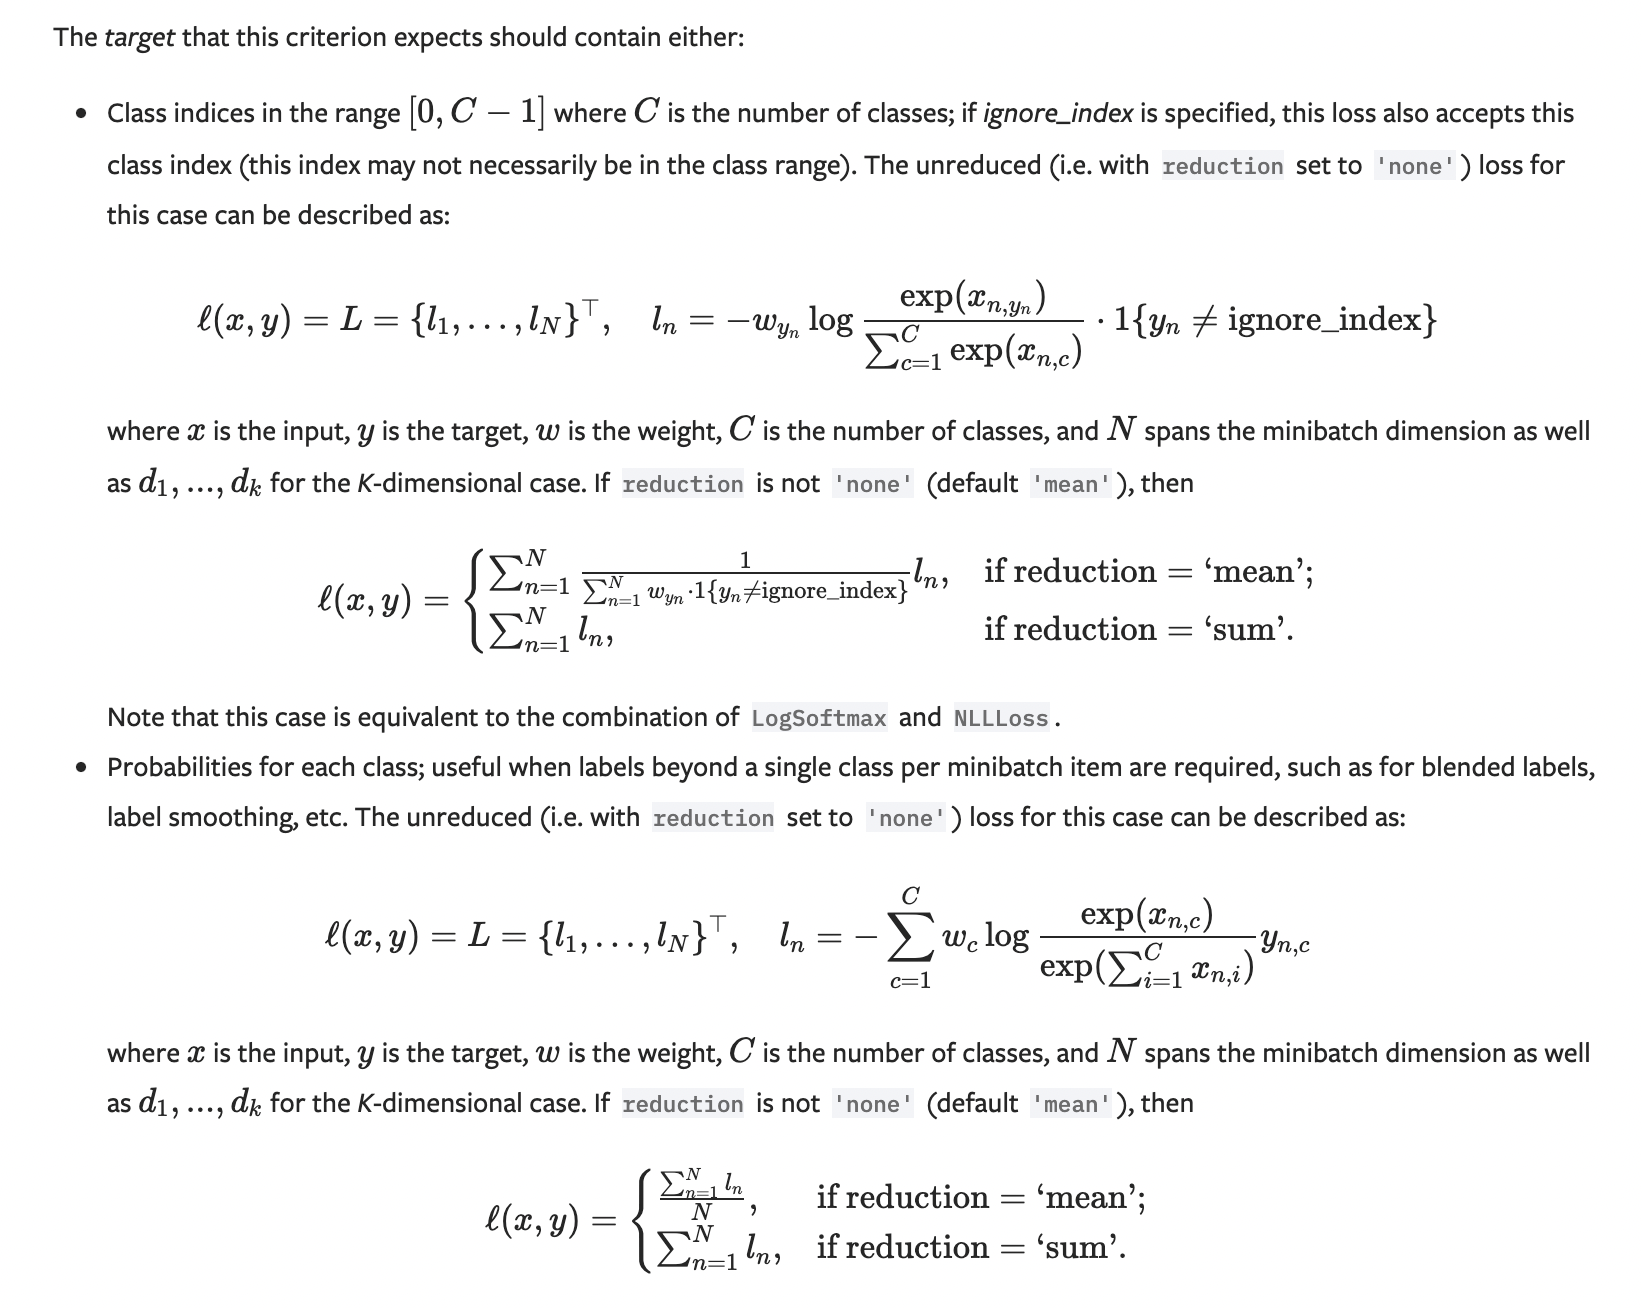 The target that this criterion expects should contain either:
• Class indices in the range [0, C − 1] where C is the number of classes; if ignore_index is specified, this loss also accepts this
class index (this index may not necessarily be in the class range). The unreduced (i.e. with reduction set to 'none') loss for
this case can be described as:
ℓ(x, y) = L = {l_1, …, l_N}^⊤, l_n = −w_{y_n} log \frac{exp(x_{n,y_n})}{∑_{c=1}^{C} exp(x_{n,c})} · 1{y_n ≠ ignore_index}
where x is the input, y is the target, w is the weight, C is the number of classes, and N spans the minibatch dimension as well
as d_1, ..., d_k for the K-dimensional case. If reduction is not 'none' (default 'mean'), then
ℓ(x, y) = { ∑_{n=1}^{N} \frac{1}{∑_{n=1}^{N} w_{y_n} · 1{y_n ≠ ignore_index}} l_n, if reduction = ‘mean’;
∑_{n=1}^{N} l_n, if reduction = ‘sum’.
Note that this case is equivalent to the combination of LogSoftmax and NLLLoss.
• Probabilities for each class; useful when labels beyond a single class per minibatch item are required, such as for blended labels,
label smoothing, etc. The unreduced (i.e. with reduction set to 'none') loss for this case can be described as:
ℓ(x, y) = L = {l_1, …, l_N}^⊤, l_n = − ∑_{c=1}^{C} w_c log \frac{exp(x_{n,c})}{exp(∑_{i=1}^{C} x_{n,i})} y_{n,c}
where x is the input, y is the target, w is the weight, C is the number of classes, and N spans the minibatch dimension as well
as d_1, ..., d_k for the K-dimensional case. If reduction is not 'none' (default 'mean'), then
ℓ(x, y) = { \frac{∑_{n=1}^{N} l_n}{N}, if reduction = ‘mean’;
∑_{n=1}^{N} l_n, if reduction = ‘sum’.